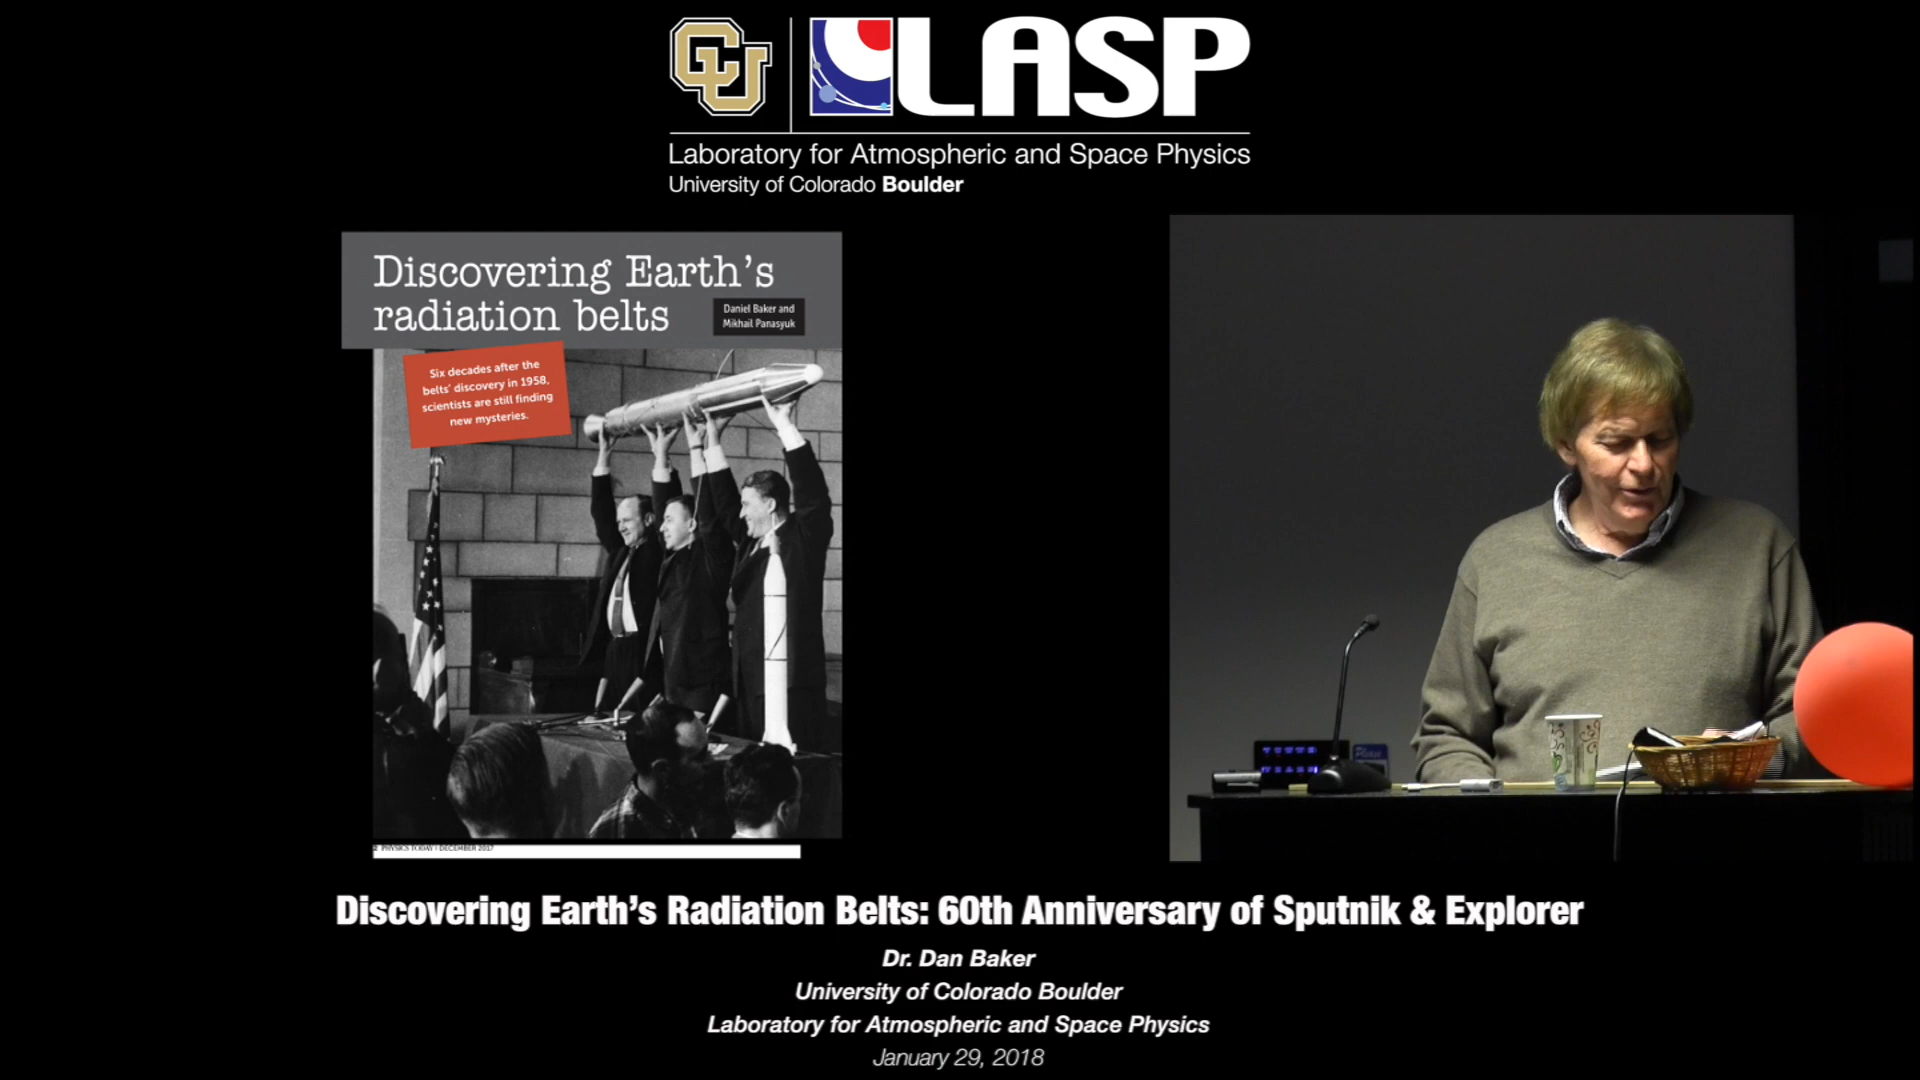 CU LASP
Laboratory for Atmospheric and Space Physics
University of Colorado Boulder
Discovering Earth's
radiation belts
Daniel Baker and
Mikhail Panasyuk
Six decades after the
belts' discovery in 1958,
scientists are still finding
new mysteries.
PHYSICS TODAY | DECEMBER 2017
Discovering Earth's Radiation Belts: 60th Anniversary of Sputnik & Explorer
Dr. Dan Baker
University of Colorado Boulder
Laboratory for Atmospheric and Space Physics
January 29, 2018